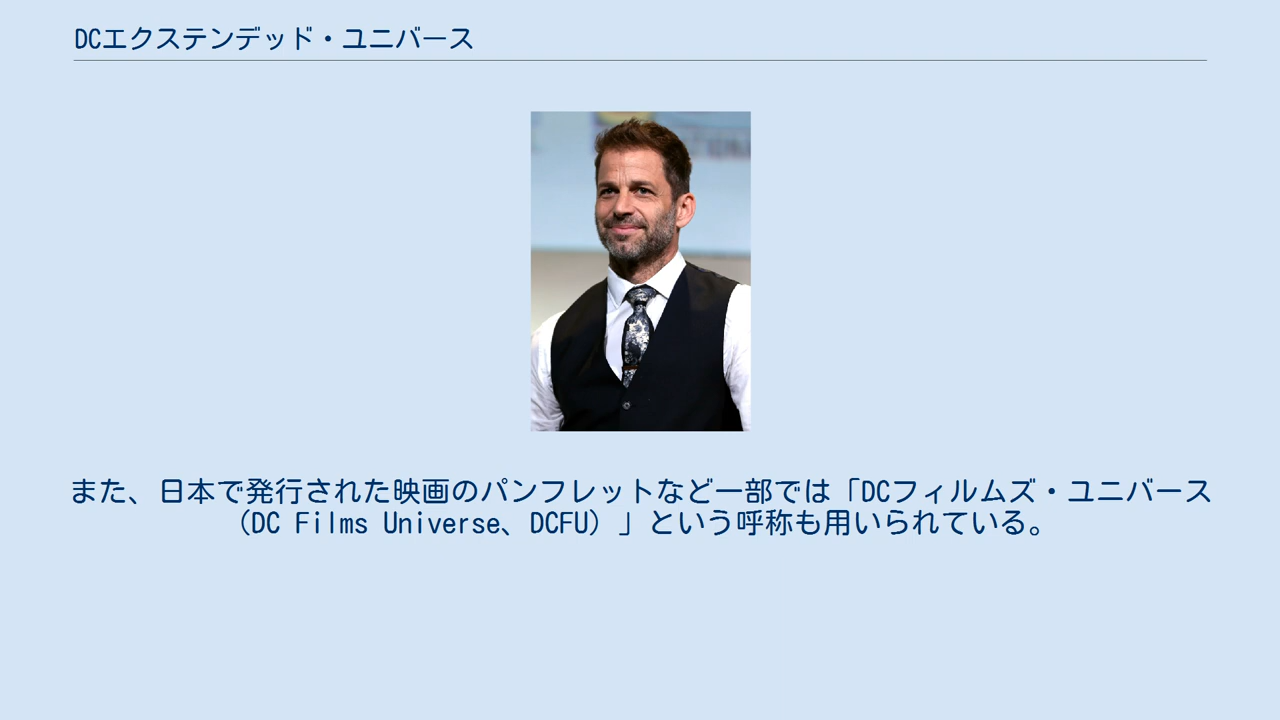 DCエクステンデッド・ユニバース
また、日本で発行された映画のパンフレットなど一部では「DCフィルムズ・ユニバース
（DC Films Universe、DCFU）」という呼称も用いられている。